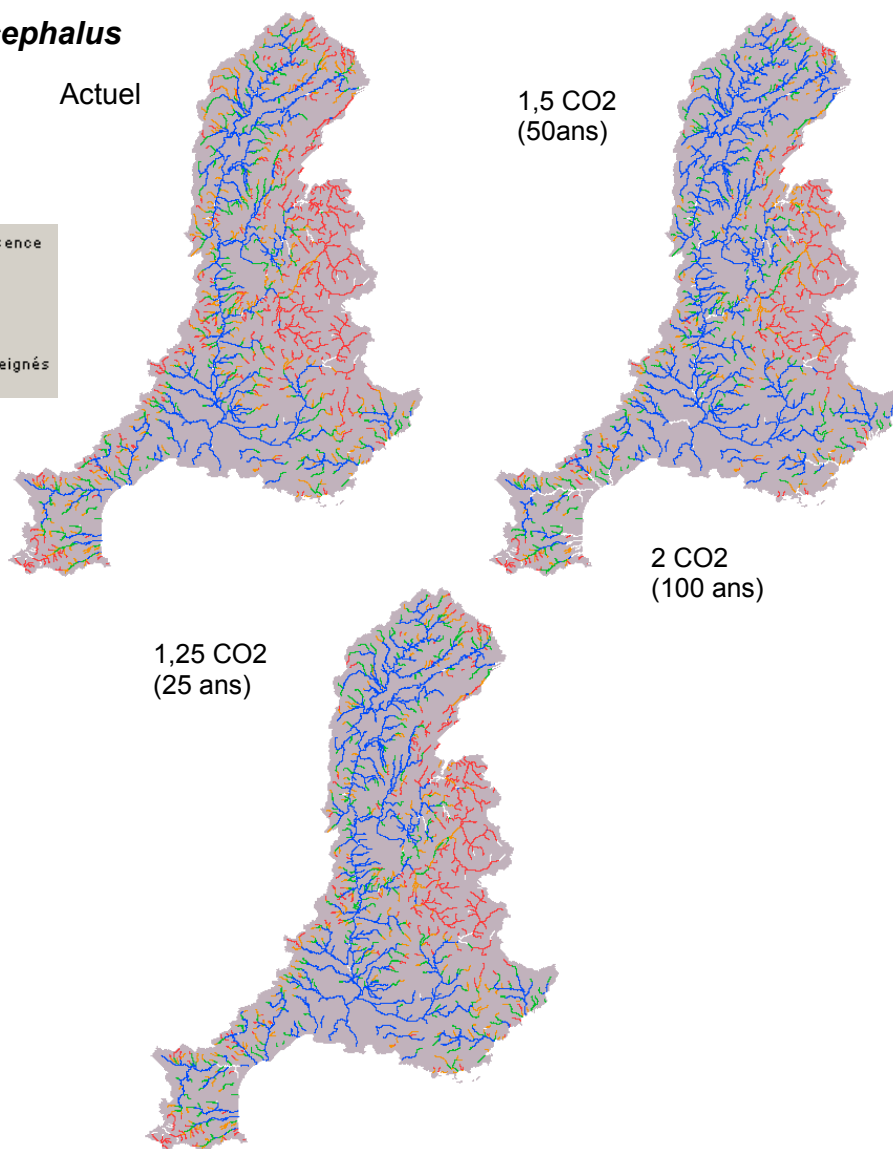 ephalus
Actuel
1,5 CO2
(50ans)
ence
eignés
2 CO2
(100 ans)
1,25 CO2
(25 ans)